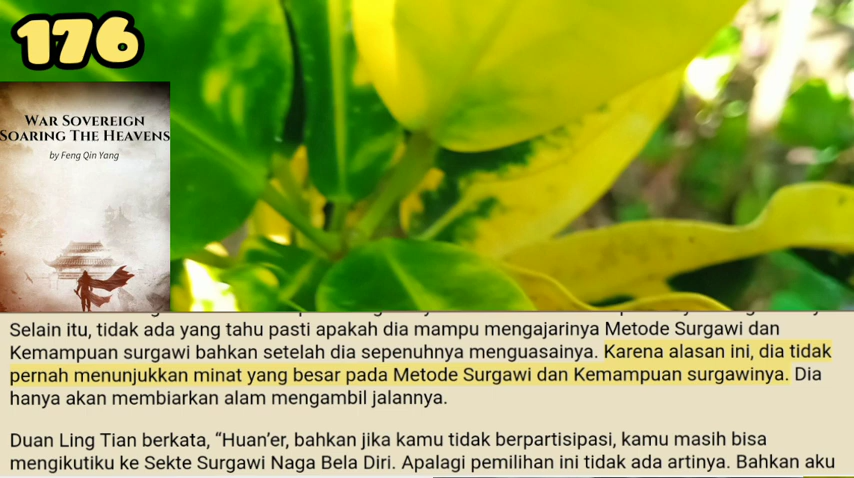 176
WAR SOVEREIGN
SOARING THE HEAVENS
by Feng Qin Yang
Selain itu, tidak ada yang tahu pasti apakah dia mampu mengajarinya Metode Surgawi dan
Kemampuan surgawi bahkan setelah dia sepenuhnya menguasainya. Karena alasan ini, dia tidak
pernah menunjukkan minat yang besar pada Metode Surgawi dan Kemampuan surgawinya. Dia
hanya akan membiarkan alam mengambil jalannya.
Duan Ling Tian berkata, “Huan’er, bahkan jika kamu tidak berpartisipasi, kamu masih bisa
mengikutiku ke Sekte Surgawi Naga Bela Diri. Apalagi pemilihan ini tidak ada artinya. Bahkan aku